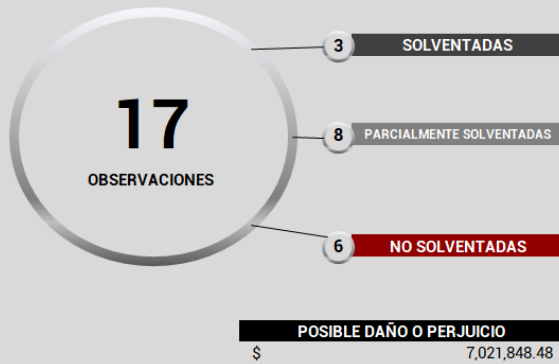 3 SOLVENTADAS
17
OBSERVACIONES
8 PARCIALMENTE SOLVENTADAS
6 NO SOLVENTADAS
POSIBLE DAÑO O PERJUICIO
$ 7,021,848.48